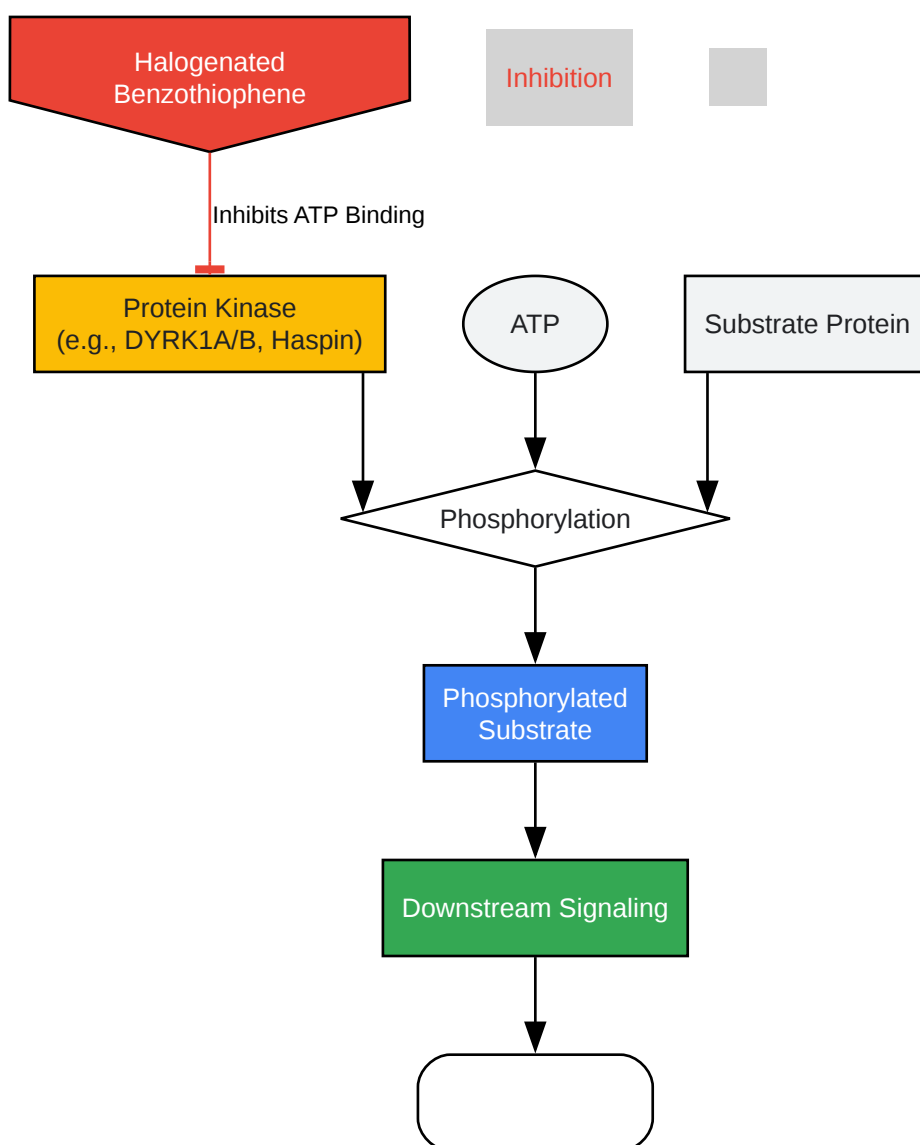 Halogenated
Benzothiophene
Inhibition
Inhibits ATP Binding
Protein Kinase
(e.g., DYRK1A/B, Haspin)
ATP
Substrate Protein
Phosphorylation
Phosphorylated
Substrate
Downstream Signaling